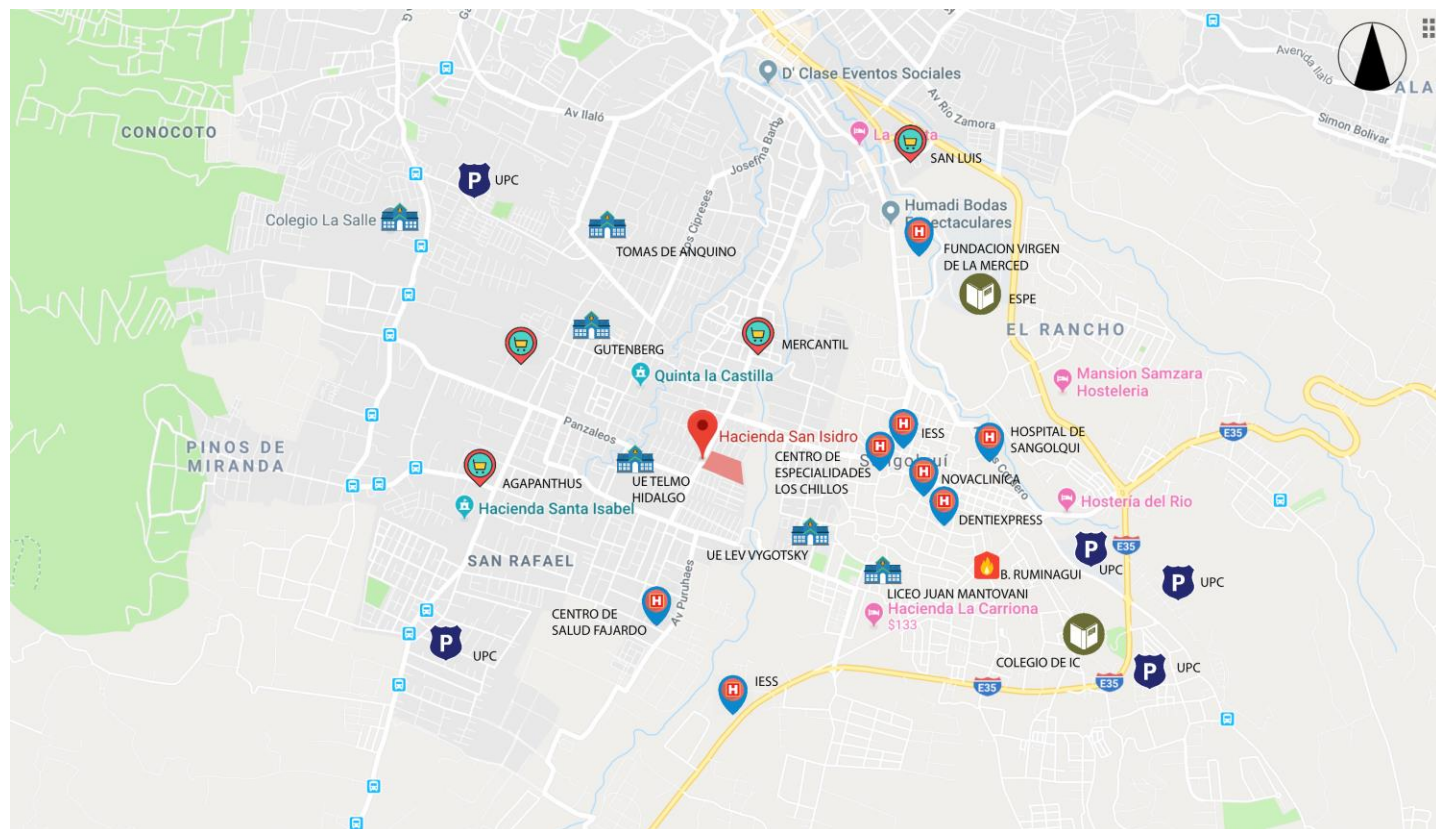 D' Clase Eventos Sociales
Avenida Ilaló
ALA
Av Río Zamora
Av Ilaló
Simon Bolivar
CONOCOTO
Josefina Barba
SAN LUIS
P UPC
Colegio La Salle
Humadi Bodas
TOMAS DE ANQUINO
Cipreses
H
FUNDACION VIRGEN
DE LA MERCED
ESPE
EL RANCHO
GUTENBERG
MERCANTIL
Quinta la Castilla
Mansion Samzara
Hosteleria
Panzaleos
Hacienda San Isidro
H IESS
H HOSPITAL DE
SANGOLQUI
E35
PINOS DE
MIRANDA
H CENTRO DE
ESPECIALIDADES
LOS CHILLOS
UE TELMO
HIDALGO
AGAPANTHUS
H NOVACLINICA
Hacienda Santa Isabel
H DENTIEXPRESS
Hostería del Rio
UE LEV VYGOTSKY
P UPC
E35
SAN RAFAEL
B. RUMINAGUI
P UPC
LICEO JUAN MANTOVANI
Hacienda La Carriona
$133
Av Puruhaes
H CENTRO DE
SALUD FAJARDO
P UPC
COLEGIO DE IC
P UPC
H IESS
E35
E35